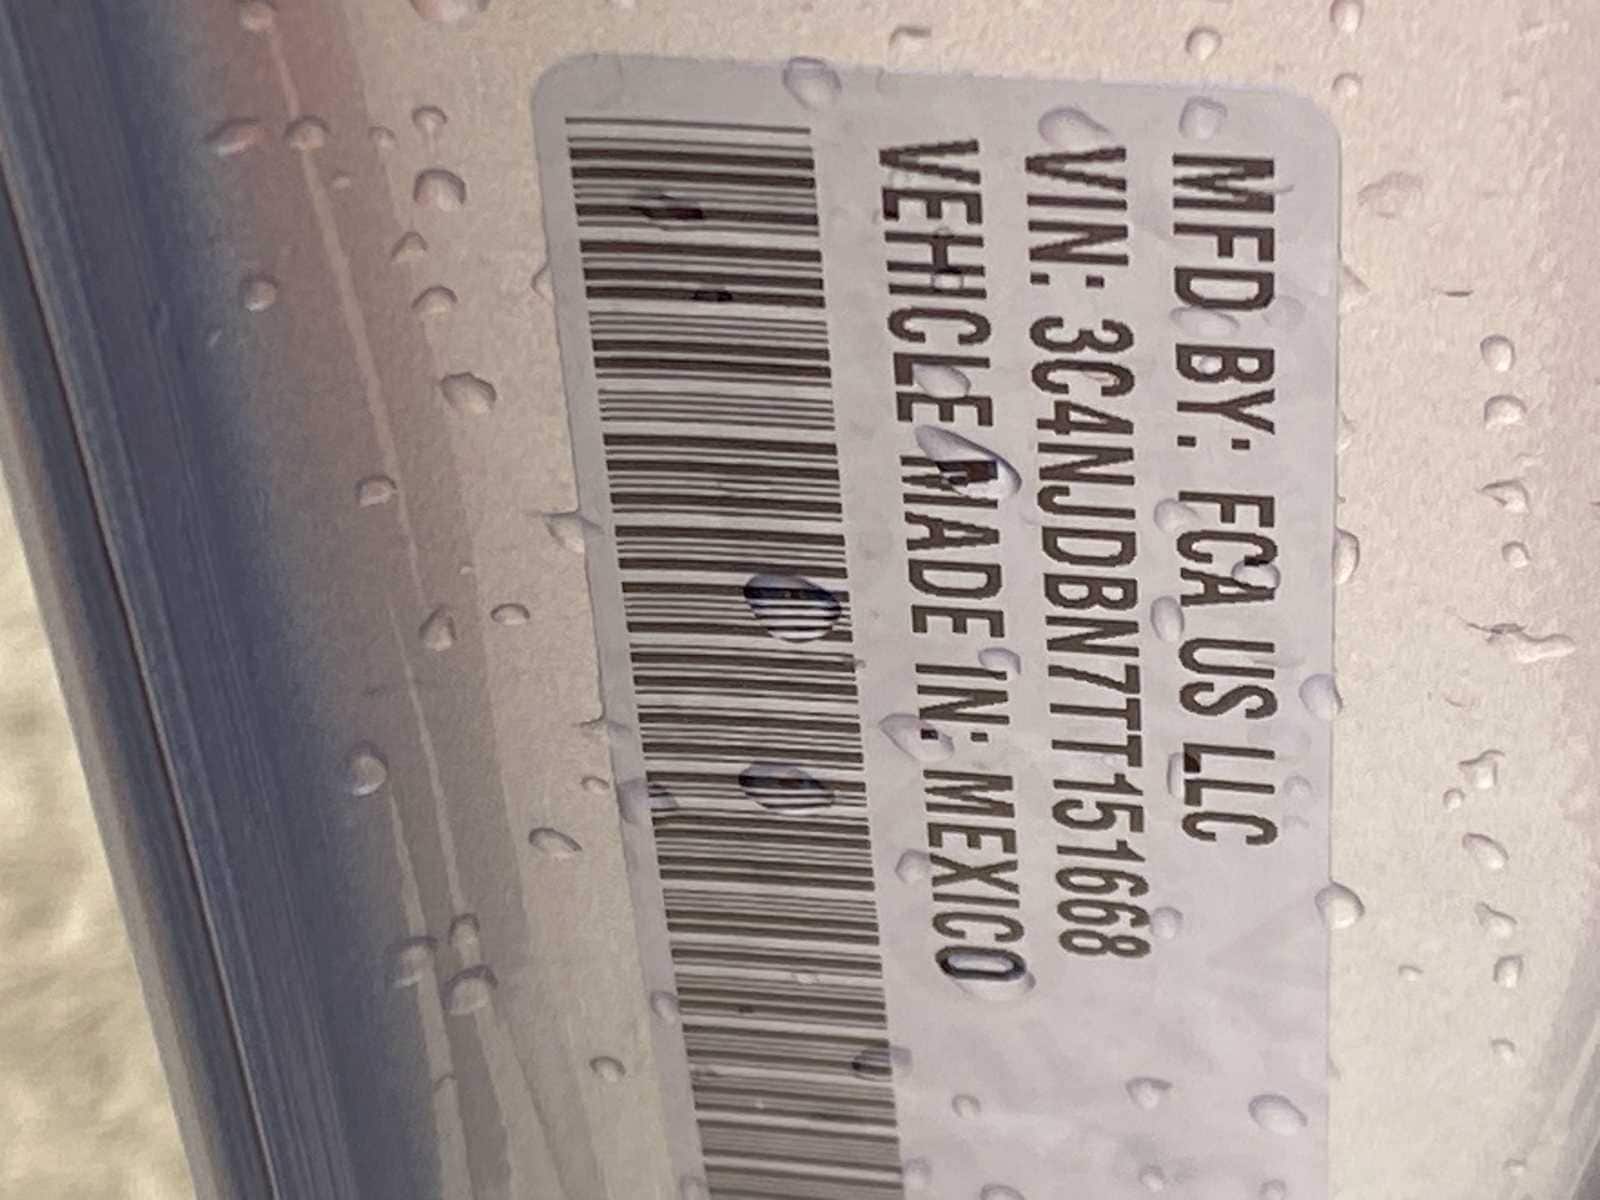 MFD BY: FCA US LLC
VIN: 3C4NJDBN7TT151668
VEHICLE MADE IN: MEXICO